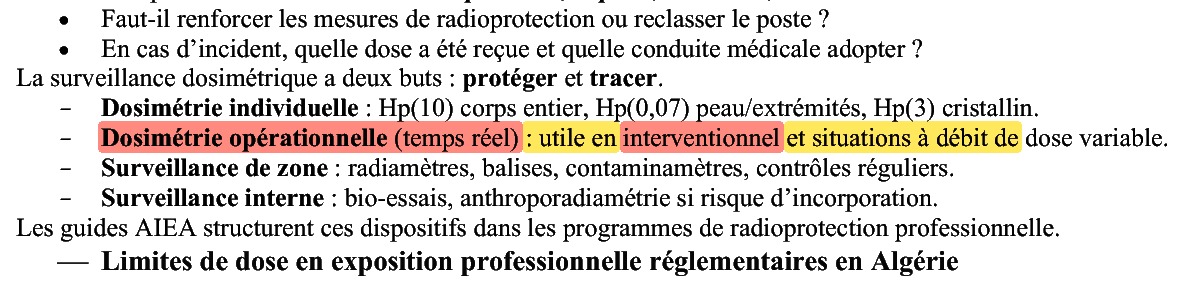 • Faut-il renforcer les mesures de radioprotection ou reclasser le poste ?
• En cas d'incident, quelle dose a été reçue et quelle conduite médicale adopter ?
La surveillance dosimétrique a deux buts : protéger et tracer.
− Dosimétrie individuelle : Hp(10) corps entier, Hp(0,07) peau/extrémités, Hp(3) cristallin.
− Dosimétrie opérationnelle (temps réel) : utile en interventionnel et situations à débit de dose variable.
− Surveillance de zone : radiamètres, balises, contaminamètres, contrôles réguliers.
− Surveillance interne : bio-essais, anthroporadiamétrie si risque d'incorporation.
Les guides AIEA structurent ces dispositifs dans les programmes de radioprotection professionnelle.
— Limites de dose en exposition professionnelle réglementaires en Algérie